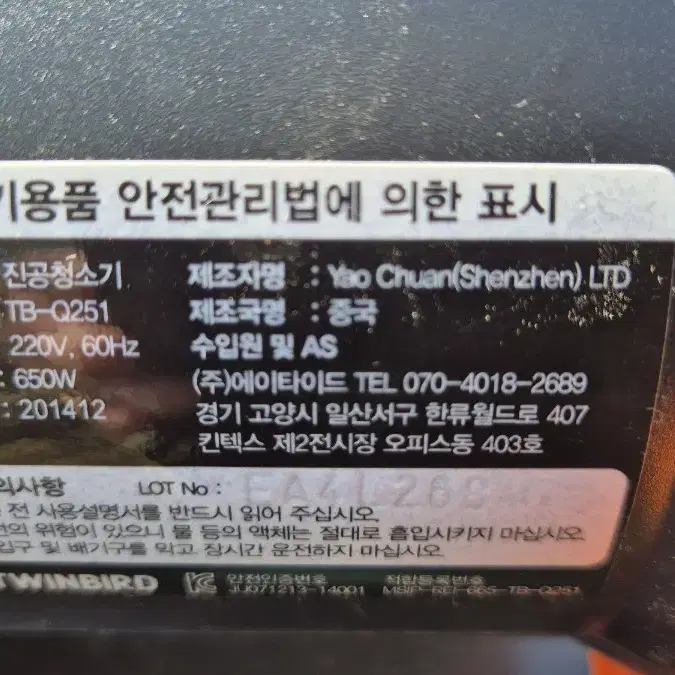 기용품 안전관리법에 의한 표시
진공청소기 제조자명 : Yao Chuan(Shenzhen) LTD
TB-Q251 제조국명 : 중국
220V, 60Hz 수입원 및 AS
: 650W (주)에이타이드 TEL 070-4018-2689
: 201412 경기 고양시 일산서구 한류월드로 407
킨텍스 제2전시장 오피스동 403호
의사항 LOT No :
전 사용설명서를 반드시 읽어 주십시오.
의 위험이 있으니 물 등의 액체는 절대로 흡입시키지 마십시오.
입구 및 배기구를 막고 장시간 운전하지 마십시오.
TWINBIRD 안전인증번호 적합등록번호
JU071213-14001 TB-Q251